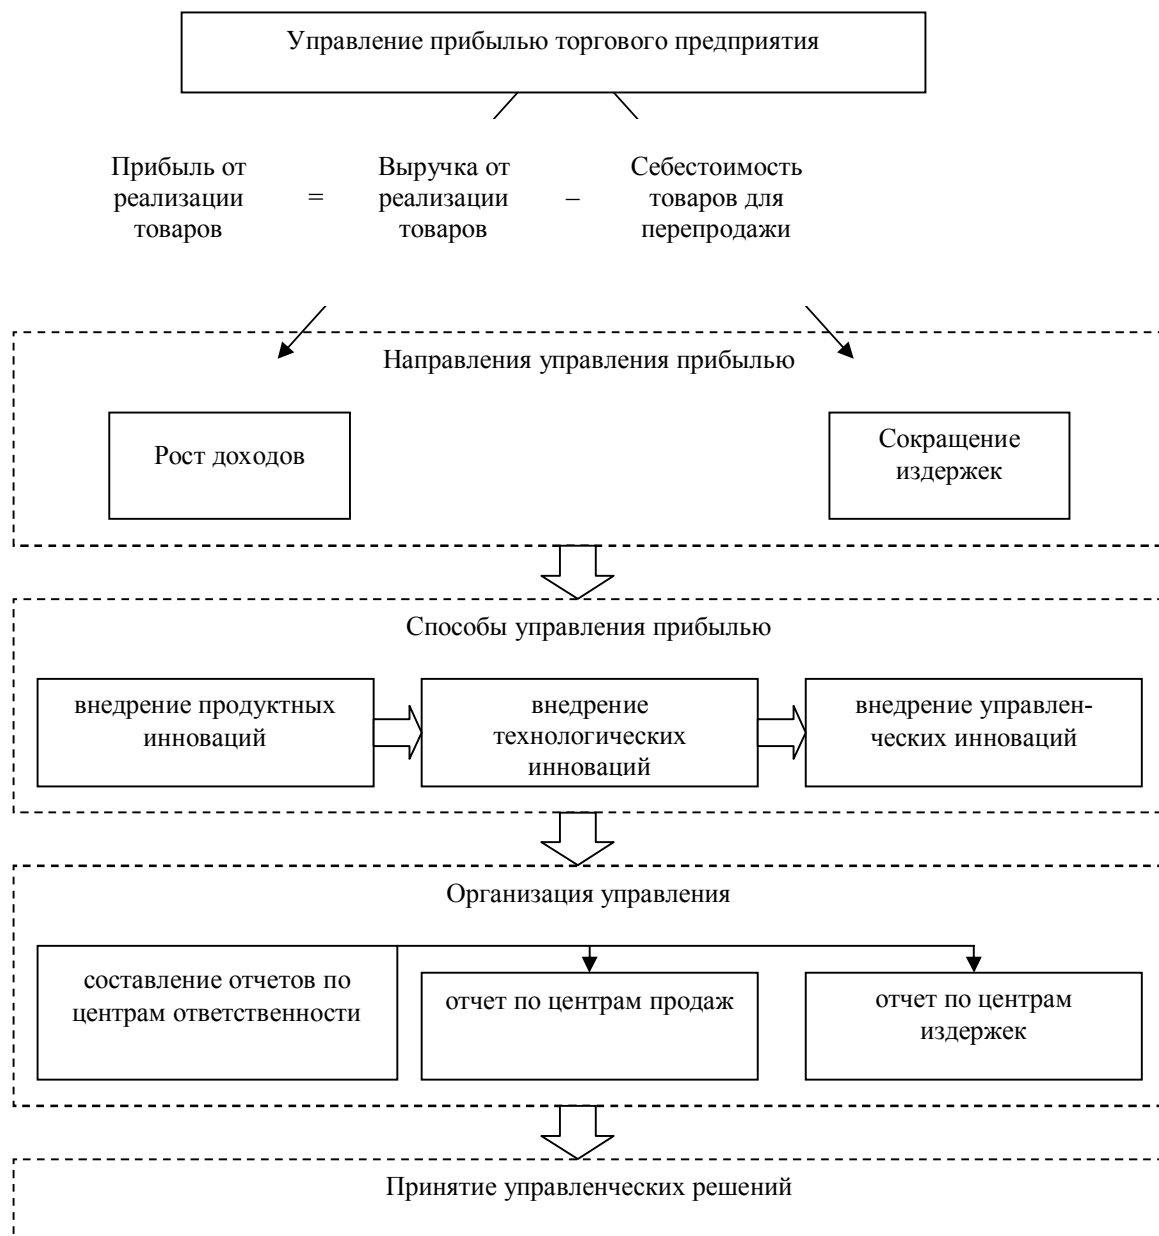 Управление прибылью торгового предприятия
Прибыль от
реализации
товаров
=
Выручка от
реализации
товаров
–
Себестоимость
товаров для
перепродажи
Направления управления прибылью
Рост доходов
Сокращение
издержек
Способы управления прибылью
внедрение продуктных
инноваций
внедрение
технологических
инноваций
внедрение управлен-
ческих инноваций
Организация управления
составление отчетов по
центрам ответственности
отчет по центрам продаж
отчет по центрам
издержек
Принятие управленческих решений